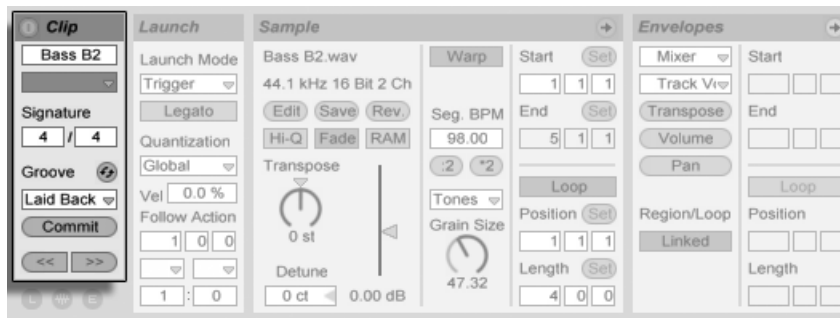 Clip
Bass B2
Signature
4 / 4
Groove
Laid Back
Commit
<< >>
L E
Launch
Launch Mode
Trigger
Legato
Quantization
Global
Vel 0.0 %
Follow Action
1 0 0
1 : 0
Sample
Bass B2.wav
44.1 kHz 16 Bit 2 Ch
Edit Save Rev.
Hi-Q Fade RAM
Transpose
0 st
Detune
0 ct 0.00 dB
Warp
Seg. BPM
98.00
:2 *2
Tones
Grain Size
47.32
Start Set
1 1 1
End Set
5 1 1
Loop
Position Set
1 1 1
Length Set
4 0 0
Envelopes
Mixer
Track
Transpose
Volume
Pan
Region/Loop
Linked
Start
End
Loop
Position
Length